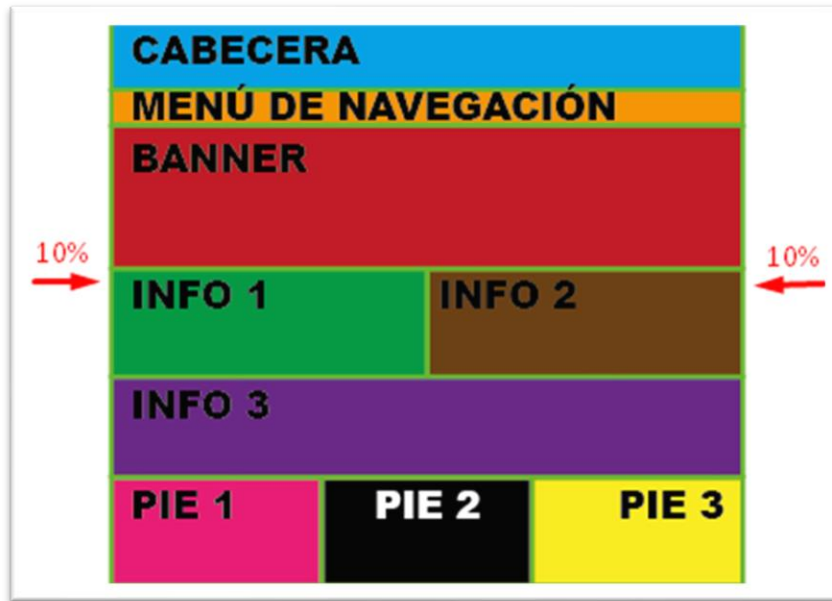 CABECERA
MENÚ DE NAVEGACIÓN
BANNER
10%
10%
INFO 1
INFO 2
INFO 3
PIE 1
PIE 2
PIE 3